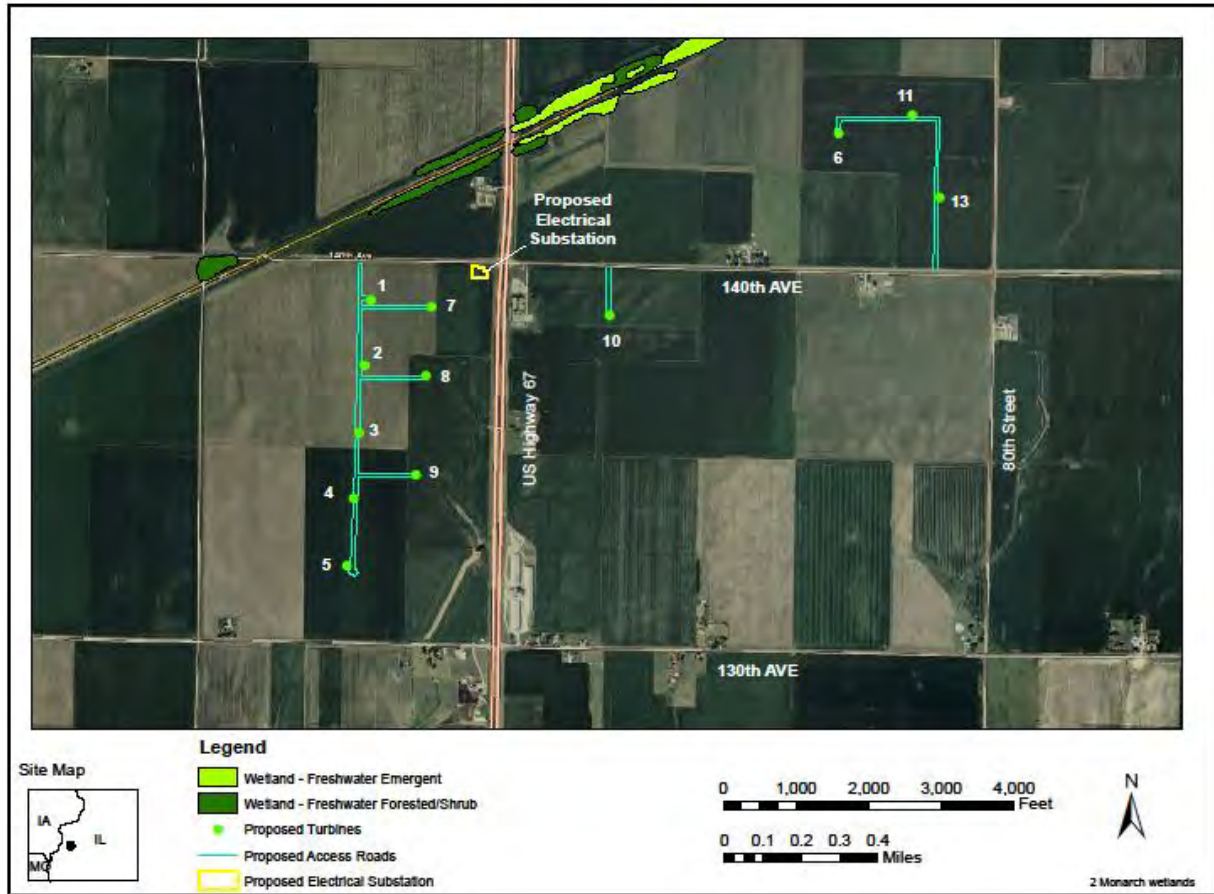 11
6
13
Proposed
Electrical
Substation
140th Ave
140th AVE
1
7
10
2
8
3
9
4
5
US Highway 67
80th Street
130th AVE
Legend
Site Map
Wetland - Freshwater Emergent
Wetland - Freshwater Forested/Shrub
Proposed Turbines
Proposed Access Roads
Proposed Electrical Substation
IA
IL
MO
0 1,000 2,000 3,000 4,000
Feet
0 0.1 0.2 0.3 0.4
Miles
N
2 Monarch wetlands